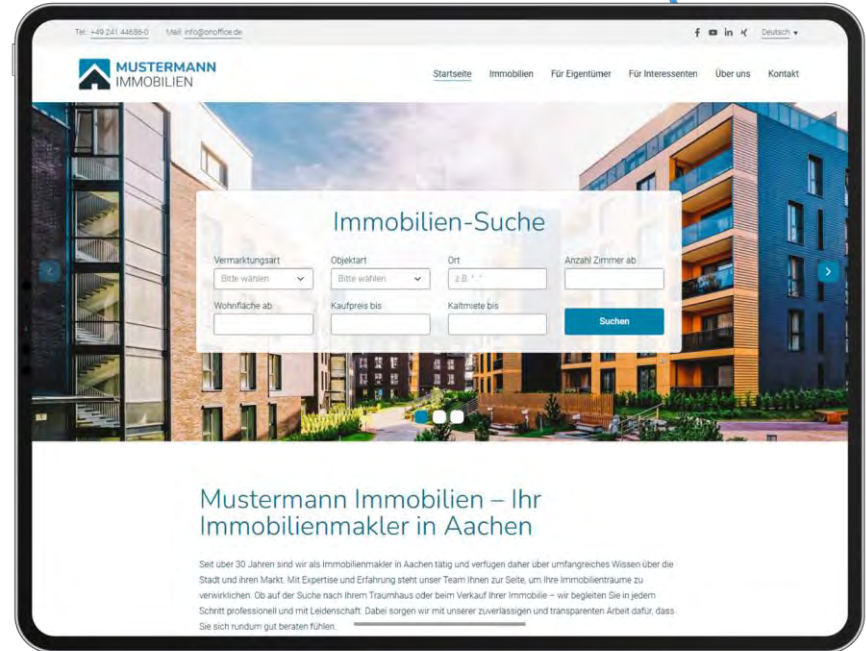 Tel.: +49 241 44686-0 Mail: info@onoffice.de Deutsch
MUSTERMANN
IMMOBILIEN
Startseite Immobilien Für Eigentümer Für Interessenten Über uns Kontakt
Immobilien-Suche
Vermarktungsart Objektart Ort Anzahl Zimmer ab
Bitte wählen Bitte wählen z.B.
Wohnfläche ab Kaufpreis bis Kaltmiete bis
Suchen
Mustermann Immobilien – Ihr
Immobilienmakler in Aachen
Seit über 30 Jahren sind wir als Immobilienmakler in Aachen tätig und verfügen daher über umfangreiches Wissen über die
Stadt und ihren Markt. Mit Expertise und Erfahrung steht unser Team Ihnen zur Seite, um Ihre Immobilienträume zu
verwirklichen. Ob auf der Suche nach Ihrem Traumhaus oder beim Verkauf Ihrer Immobilie – wir begleiten Sie in jedem
Schritt professionell und mit Leidenschaft. Dabei sorgen wir mit unserer zuverlässigen und transparenten Arbeit dafür, dass
Sie sich rundum gut beraten fühlen.